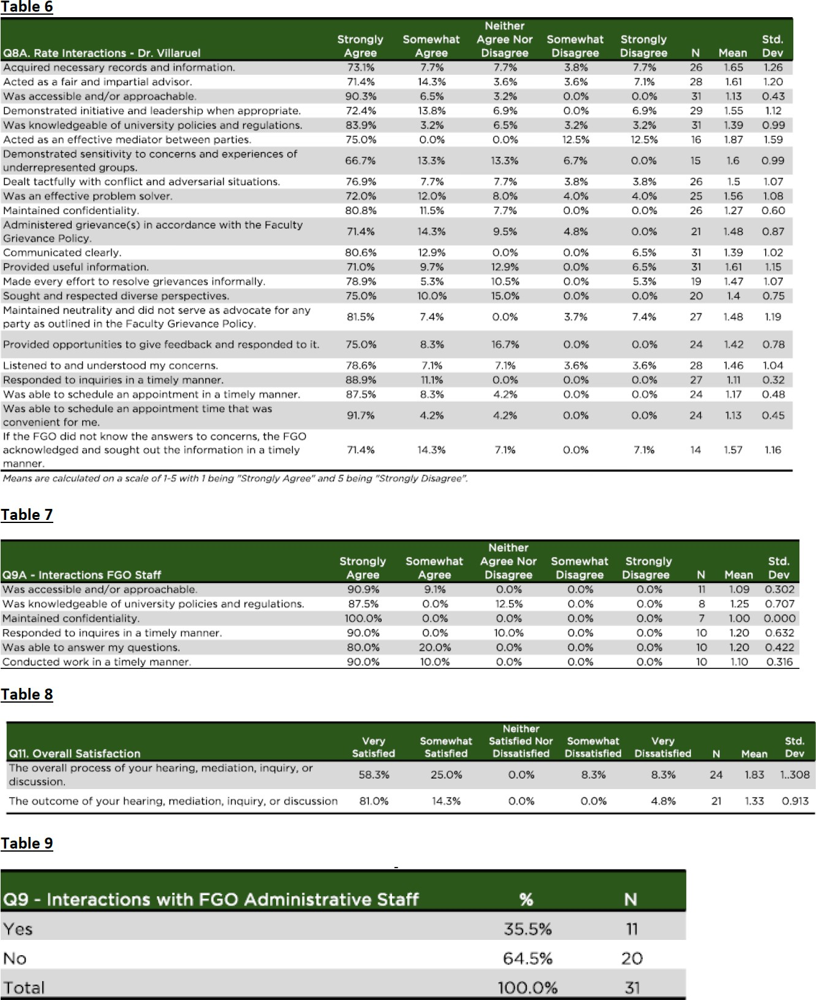 Table 6
Q8A. Rate Interactions - Dr. Villaruel Strongly Agree Somewhat Agree Neither Agree Nor Disagree Somewhat Disagree Strongly Disagree N Mean Std. Dev
Acquired necessary records and information. 73.1% 7.7% 7.7% 3.8% 7.7% 26 1.65 1.26
Acted as a fair and impartial advisor. 71.4% 14.3% 3.6% 3.6% 7.1% 28 1.61 1.20
Was accessible and/or approachable. 90.3% 6.5% 3.2% 0.0% 0.0% 31 1.13 0.43
Demonstrated initiative and leadership when appropriate. 72.4% 13.8% 6.9% 0.0% 6.9% 29 1.55 1.12
Was knowledgeable of university policies and regulations. 83.9% 3.2% 6.5% 3.2% 3.2% 31 1.39 0.99
Acted as an effective mediator between parties. 75.0% 0.0% 0.0% 12.5% 12.5% 16 1.87 1.59
Demonstrated sensitivity to concerns and experiences of
underrepresented groups. 66.7% 13.3% 13.3% 6.7% 0.0% 15 1.6 0.99
Dealt tactfully with conflict and adversarial situations. 76.9% 7.7% 7.7% 3.8% 3.8% 26 1.5 1.07
Was an effective problem solver. 72.0% 12.0% 8.0% 4.0% 4.0% 25 1.56 1.08
Maintained confidentiality. 80.8% 11.5% 7.7% 0.0% 0.0% 26 1.27 0.60
Administered grievance(s) in accordance with the Faculty
Grievance Policy. 71.4% 14.3% 9.5% 4.8% 0.0% 21 1.48 0.87
Communicated clearly. 80.6% 12.9% 0.0% 0.0% 6.5% 31 1.39 1.02
Provided useful information. 71.0% 9.7% 12.9% 0.0% 6.5% 31 1.61 1.15
Made every effort to resolve grievances informally. 78.9% 5.3% 10.5% 0.0% 5.3% 19 1.47 1.07
Sought and respected diverse perspectives. 75.0% 10.0% 15.0% 0.0% 0.0% 20 1.4 0.75
Maintained neutrality and did not serve as advocate for any
party as outlined in the Faculty Grievance Policy. 81.5% 7.4% 0.0% 3.7% 7.4% 27 1.48 1.19
Provided opportunities to give feedback and responded to it. 75.0% 8.3% 16.7% 0.0% 0.0% 24 1.42 0.78
Listened to and understood my concerns. 78.6% 7.1% 7.1% 3.6% 3.6% 28 1.46 1.04
Responded to inquiries in a timely manner. 88.9% 11.1% 0.0% 0.0% 0.0% 27 1.11 0.32
Was able to schedule an appointment in a timely manner. 87.5% 8.3% 4.2% 0.0% 0.0% 24 1.17 0.48
Was able to schedule an appointment time that was
convenient for me. 91.7% 4.2% 4.2% 0.0% 0.0% 24 1.13 0.45
If the FGO did not know the answers to concerns, the FGO
acknowledged and sought out the information in a timely
manner. 71.4% 14.3% 7.1% 0.0% 7.1% 14 1.57 1.16
Means are calculated on a scale of 1-5 with 1 being "Strongly Agree" and 5 being "Strongly Disagree".
Table 7
Q9A - Interactions FGO Staff Strongly Agree Somewhat Agree Neither Agree Nor Disagree Somewhat Disagree Strongly Disagree N Mean Std. Dev
Was accessible and/or approachable. 90.9% 9.1% 0.0% 0.0% 0.0% 11 1.09 0.302
Was knowledgeable of university policies and regulations. 87.5% 0.0% 12.5% 0.0% 0.0% 8 1.25 0.707
Maintained confidentiality. 100.0% 0.0% 0.0% 0.0% 0.0% 7 1.00 0.000
Responded to inquires in a timely manner. 90.0% 0.0% 10.0% 0.0% 0.0% 10 1.20 0.632
Was able to answer my questions. 80.0% 20.0% 0.0% 0.0% 0.0% 10 1.20 0.422
Conducted work in a timely manner. 90.0% 10.0% 0.0% 0.0% 0.0% 10 1.10 0.316
Table 8
Q11. Overall Satisfaction Very Satisfied Somewhat Satisfied Neither Satisfied Nor Dissatisfied Somewhat Dissatisfied Very Dissatisfied N Mean Std. Dev
The overall process of your hearing, mediation, inquiry, or
discussion. 58.3% 25.0% 0.0% 8.3% 8.3% 24 1.83 1..308
The outcome of your hearing, mediation, inquiry, or discussion 81.0% 14.3% 0.0% 0.0% 4.8% 21 1.33 0.913
Table 9
Q9 - Interactions with FGO Administrative Staff % N
Yes 35.5% 11
No 64.5% 20
Total 100.0% 31